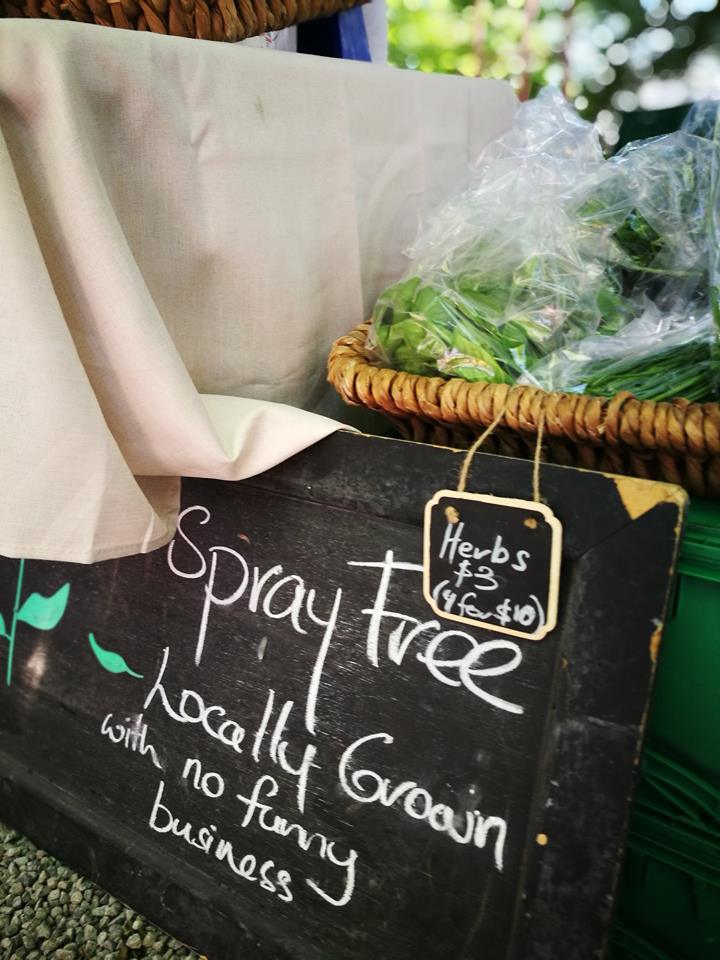 Herbs
$3
(4 for $10)
Spray Free
Locally Grown
with no funny
business